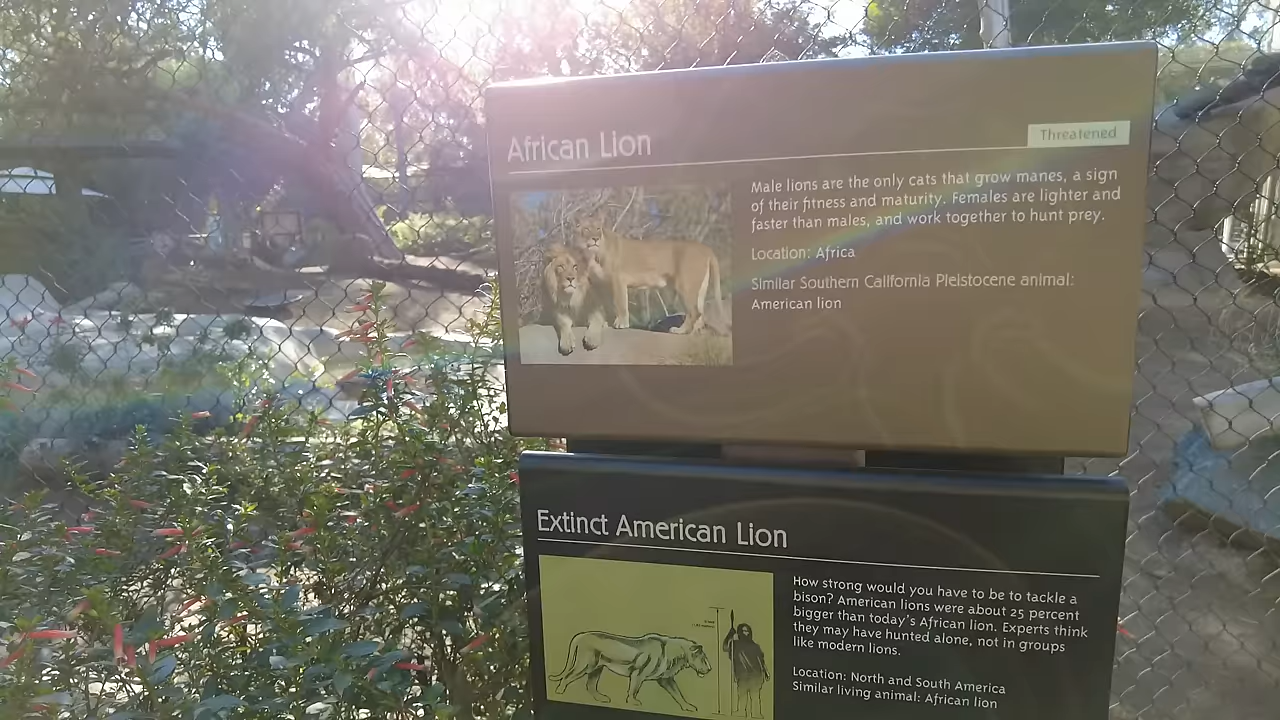 African Lion
Threatened
Male lions are the only cats that grow manes, a sign
of their fitness and maturity. Females are lighter and
faster than males, and work together to hunt prey.
Location: Africa
Similar Southern California Pleistocene animal:
American lion
Extinct American Lion
How strong would you have to be to tackle a
bison? American lions were about 25 percent
bigger than today's African lion. Experts think
they may have hunted alone, not in groups
like modern lions.
Location: North and South America
Similar living animal: African lion